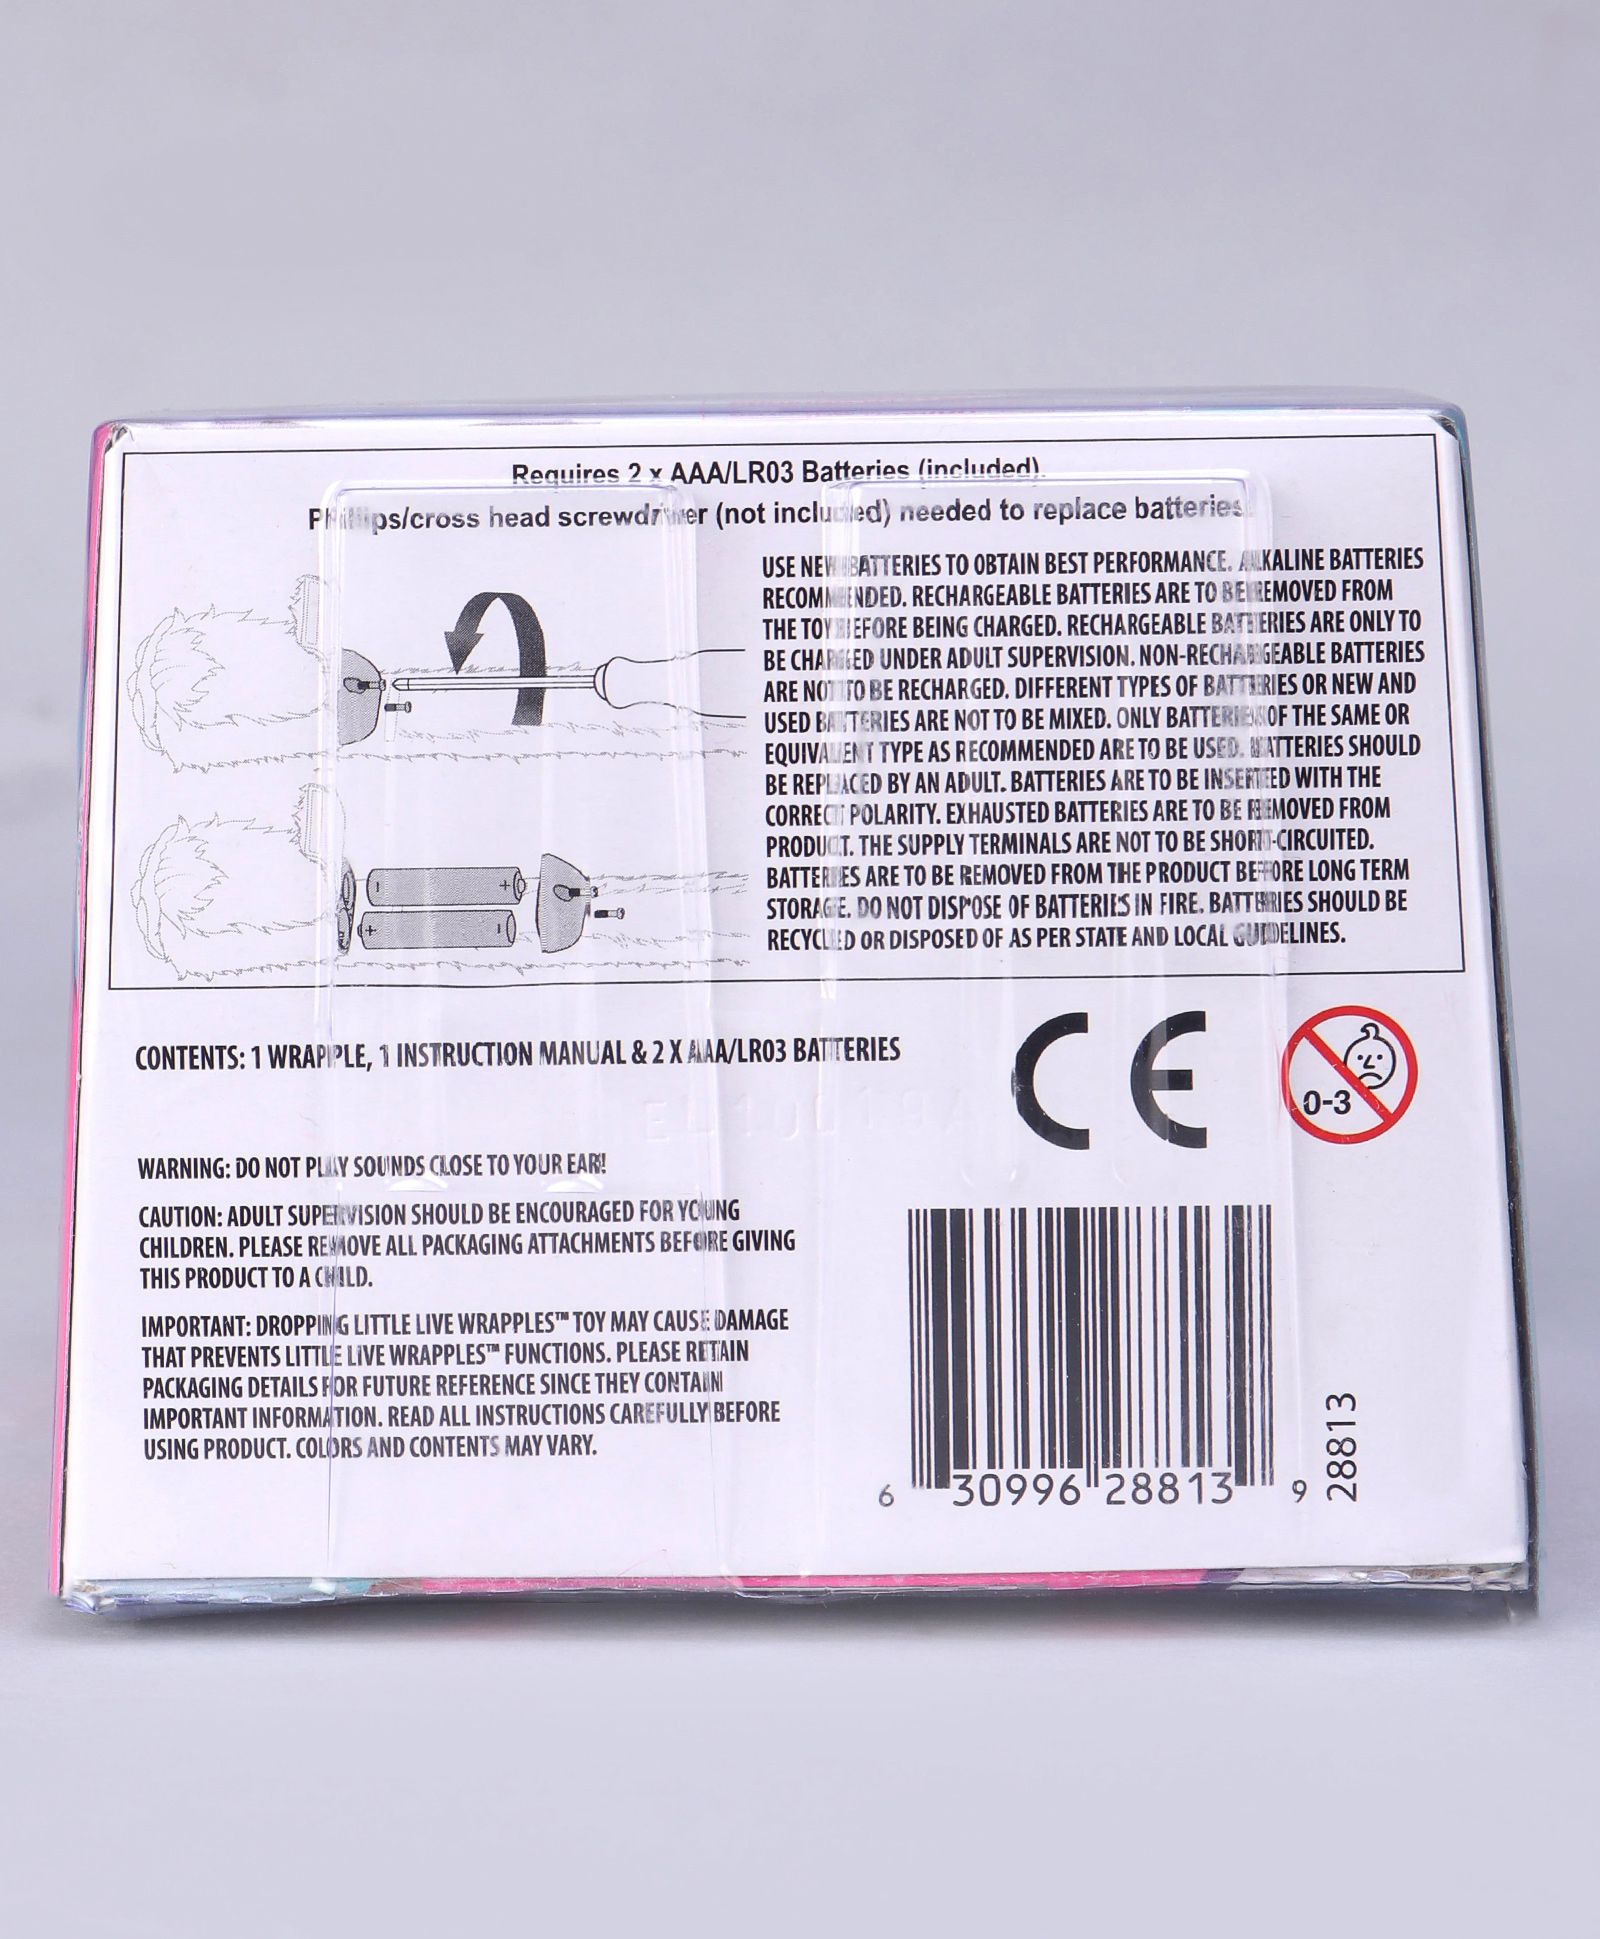 Requires 2 x AAA/LR03 Batteries (included).
Phillips/cross head screwdriver (not included) needed to replace batteries.
USE NEW BATTERIES TO OBTAIN BEST PERFORMANCE. ALKALINE BATTERIES
RECOMMENDED. RECHARGEABLE BATTERIES ARE TO BE REMOVED FROM
THE TOY BEFORE BEING CHARGED. RECHARGEABLE BATTERIES ARE ONLY TO
BE CHARGED UNDER ADULT SUPERVISION. NON-RECHARGEABLE BATTERIES
ARE NOT TO BE RECHARGED. DIFFERENT TYPES OF BATTERIES OR NEW AND
USED BATTERIES ARE NOT TO BE MIXED. ONLY BATTERIES OF THE SAME OR
EQUIVALENT TYPE AS RECOMMENDED ARE TO BE USED. BATTERIES SHOULD
BE REPLACED BY AN ADULT. BATTERIES ARE TO BE INSERTED WITH THE
CORRECT POLARITY. EXHAUSTED BATTERIES ARE TO BE REMOVED FROM
PRODUCT. THE SUPPLY TERMINALS ARE NOT TO BE SHORT-CIRCUITED.
BATTERIES ARE TO BE REMOVED FROM THE PRODUCT BEFORE LONG TERM
STORAGE. DO NOT DISPOSE OF BATTERIES IN FIRE. BATTERIES SHOULD BE
RECYCLED OR DISPOSED OF AS PER STATE AND LOCAL GUIDELINES.
- +
+ -
CONTENTS: 1 WRAPPLE, 1 INSTRUCTION MANUAL & 2 X AAA/LR03 BATTERIES
CE
0-3
WARNING: DO NOT PLAY SOUNDS CLOSE TO YOUR EAR!
CAUTION: ADULT SUPERVISION SHOULD BE ENCOURAGED FOR YOUNG
CHILDREN. PLEASE REMOVE ALL PACKAGING ATTACHMENTS BEFORE GIVING
THIS PRODUCT TO A CHILD.
IMPORTANT: DROPPING LITTLE LIVE WRAPPLES™ TOY MAY CAUSE DAMAGE
THAT PREVENTS LITTLE LIVE WRAPPLES™ FUNCTIONS. PLEASE RETAIN
PACKAGING DETAILS FOR FUTURE REFERENCE SINCE THEY CONTAIN
IMPORTANT INFORMATION. READ ALL INSTRUCTIONS CAREFULLY BEFORE
USING PRODUCT. COLORS AND CONTENTS MAY VARY.
6 30996 28813 9
28813